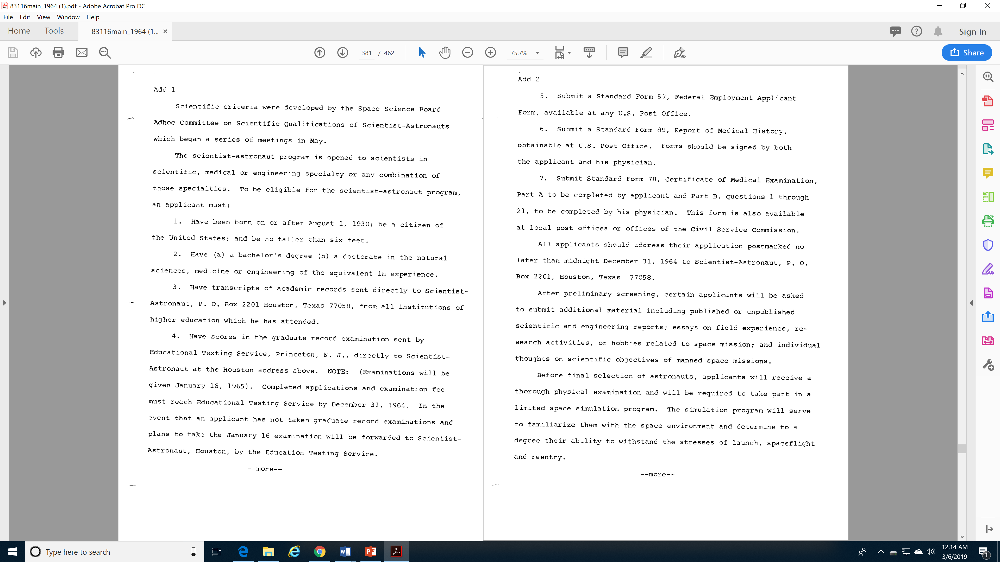 83116main_1964 (1).pdf - Adobe Acrobat Pro DC
File Edit View Window Help
Home Tools 83116main_1964 (1... × Sign In
381 / 462 75.7% Share
Add 1
Scientific criteria were developed by the Space Science Board
Adhoc Committee on Scientific Qualifications of Scientist-Astronauts
which began a series of meetings in May.
The scientist-astronaut program is opened to scientists in
scientific, medical or engineering specialty or any combination of
those specialties. To be eligible for the scientist-astronaut program,
an applicant must:
1. Have been born on or after August 1, 1930; be a citizen of
the United States; and be no taller than six feet.
2. Have (a) a bachelor's degree (b) a doctorate in the natural
sciences, medicine or engineering of the equivalent in experience.
3. Have transcripts of academic records sent directly to Scientist-
Astronaut, P. O. Box 2201 Houston, Texas 77058, from all institutions of
higher education which he has attended.
4. Have scores in the graduate record examination sent by
Educational Texting Service, Princeton, N. J., directly to Scientist-
Astronaut at the Houston address above. NOTE: (Examinations will be
given January 16, 1965). Completed applications and examination fee
must reach Educational Testing Service by December 31, 1964. In the
event that an applicant has not taken graduate record examinations and
plans to take the January 16 examination will be forwarded to Scientist-
Astronaut, Houston, by the Education Testing Service.
--more--
Add 2
5. Submit a Standard Form 57, Federal Employment Applicant
Form, available at any U.S. Post Office.
6. Submit a Standard Form 89, Report of Medical History,
obtainable at U.S. Post Office. Forms should be signed by both
the applicant and his physician.
7. Submit Standard Form 78, Certificate of Medical Examination,
Part A to be completed by applicant and Part B, questions 1 through
21, to be completed by his physician. This form is also available
at local post offices or offices of the Civil Service Commission.
All applicants should address their application postmarked no
later than midnight December 31, 1964 to Scientist-Astronaut, P. O.
Box 2201, Houston, Texas 77058.
After preliminary screening, certain applicants will be asked
to submit additional material including published or unpublished
scientific and engineering reports; essays on field experience, re-
search activities, or hobbies related to space mission; and individual
thoughts on scientific objectives of manned space missions.
Before final selection of astronauts, applicants will receive a
thorough physical examination and will be required to take part in a
limited space simulation program. The simulation program will serve
to familiarize them with the space environment and determine to a
degree their ability to withstand the stresses of launch, spaceflight
and reentry.
--more--
Type here to search
12:14 AM
3/6/2019
1